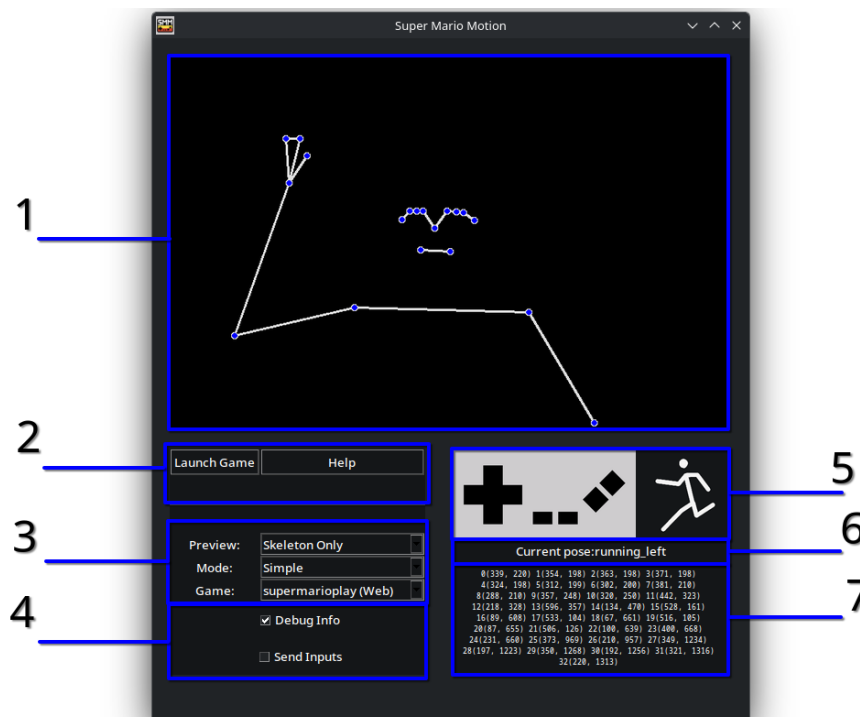 SMM
Super Mario Motion
1
2
Launch Game
Help
3
Preview:
Skeleton Only
Mode:
Simple
Game:
supermarioplay (Web)
4
Debug Info
Send Inputs
5
6
Current pose:running_left
7
0(339, 220) 1(354, 198) 2(363, 198) 3(371, 198)
4(324, 198) 5(312, 199) 6(302, 200) 7(381, 210)
8(288, 210) 9(357, 248) 10(320, 250) 11(442, 323)
12(218, 328) 13(596, 357) 14(134, 470) 15(528, 161)
16(89, 608) 17(533, 104) 18(67, 661) 19(516, 105)
20(87, 655) 21(506, 126) 22(100, 639) 23(400, 668)
24(231, 660) 25(373, 969) 26(210, 957) 27(349, 1234)
28(197, 1223) 29(350, 1268) 30(192, 1256) 31(321, 1316)
32(220, 1313)